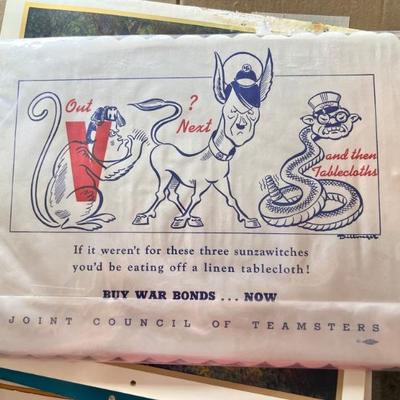 Out
V
?
Next
and then
Tablecloths
If it weren't for these three sunzawitches
you'd be eating off a linen tablecloth!
BUY WAR BONDS . . . NOW
JOINT COUNCIL OF TEAMSTERS